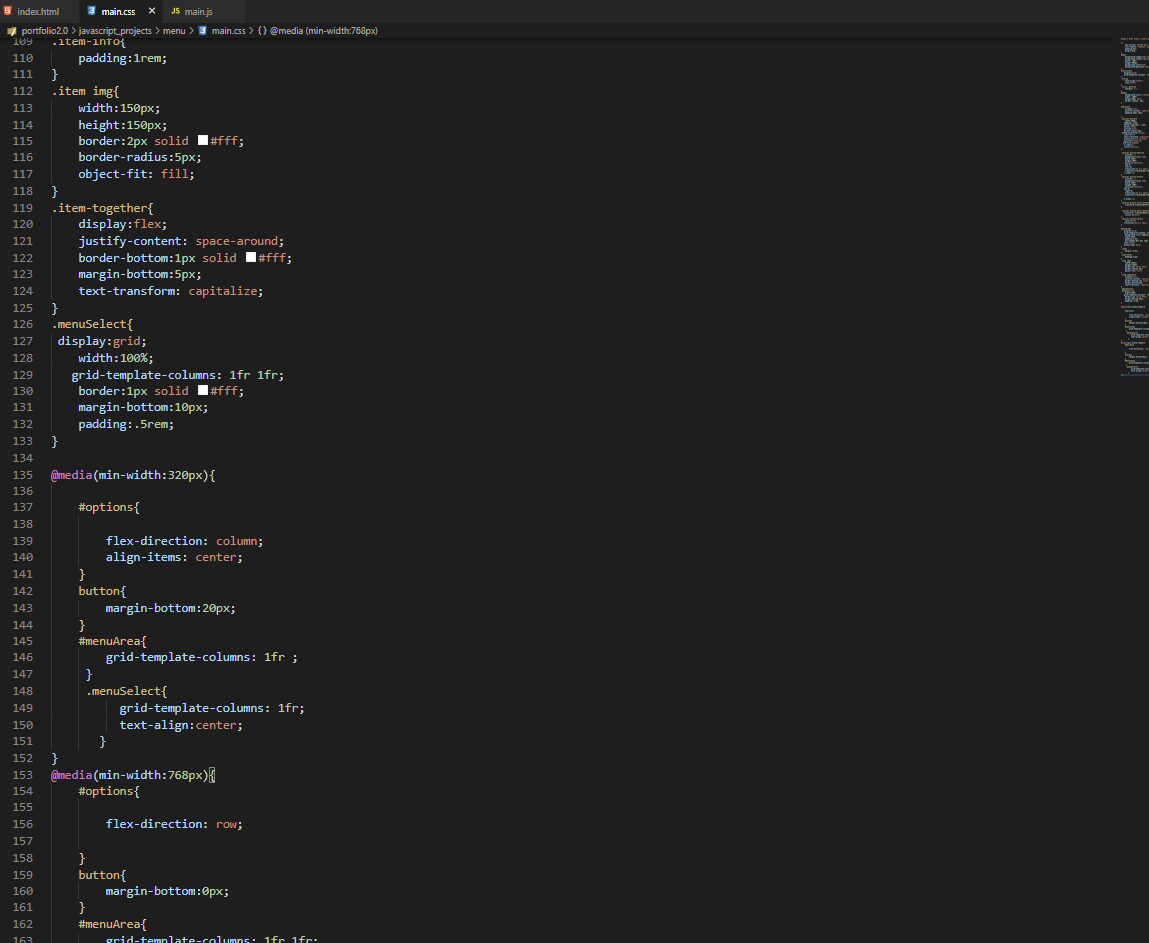 index.html
main.css
JS main.js
portfolio2.0 > javascript_projects > menu > main.css > {} @media (min-width:768px)
109 .item-info{
110 padding:1rem;
111 }
112 .item img{
113 width:150px;
114 height:150px;
115 border:2px solid #fff;
116 border-radius:5px;
117 object-fit: fill;
118 }
119 .item-together{
120 display:flex;
121 justify-content: space-around;
122 border-bottom:1px solid #fff;
123 margin-bottom:5px;
124 text-transform: capitalize;
125 }
126 .menuSelect{
127 display:grid;
128 width:100%;
129 grid-template-columns: 1fr 1fr;
130 border:1px solid #fff;
131 margin-bottom:10px;
132 padding:.5rem;
133 }
134
135 @media(min-width:320px){
136
137 #options{
138
139 flex-direction: column;
140 align-items: center;
141 }
142 button{
143 margin-bottom:20px;
144 }
145 #menuArea{
146 grid-template-columns: 1fr ;
147 }
148 .menuSelect{
149 grid-template-columns: 1fr;
150 text-align:center;
151 }
152 }
153 @media(min-width:768px){
154 #options{
155
156 flex-direction: row;
157
158 }
159 button{
160 margin-bottom:0px;
161 }
162 #menuArea{
163 grid-template-columns: 1fr 1fr;